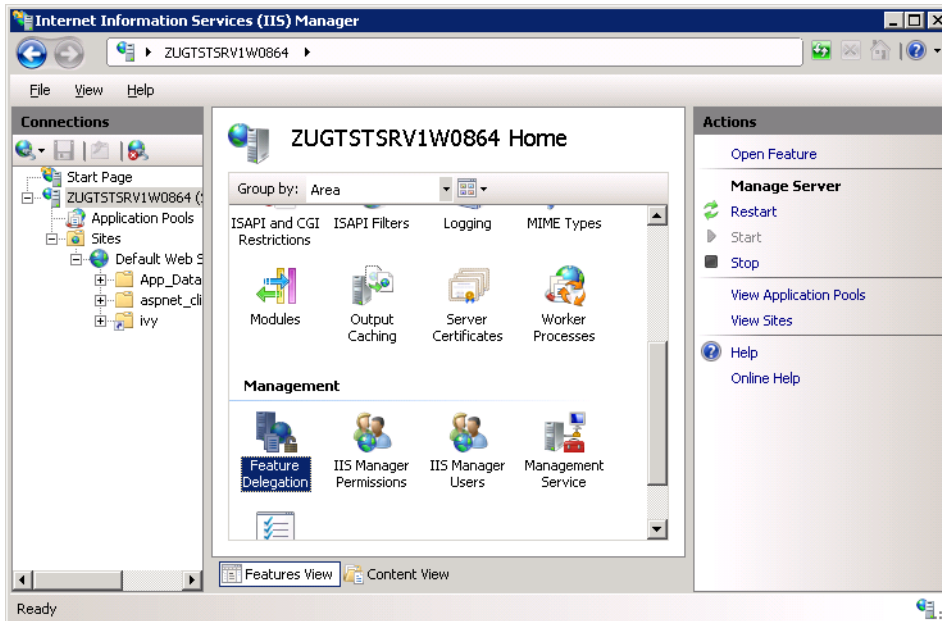 Internet Information Services (IIS) Manager
ZUGTSTSRV1W0864
File View Help
Connections
Start Page
ZUGTSTSRV1W0864 (
Application Pools
Sites
Default Web S
App_Data
aspnet_cli
ivy
ZUGTSTSRV1W0864 Home
Group by: Area
ISAPI and CGI Restrictions
ISAPI Filters
Logging
MIME Types
Modules
Output Caching
Server Certificates
Worker Processes
Management
Feature Delegation
IIS Manager Permissions
IIS Manager Users
Management Service
Features View
Content View
Actions
Open Feature
Manage Server
Restart
Start
Stop
View Application Pools
View Sites
Help
Online Help
Ready